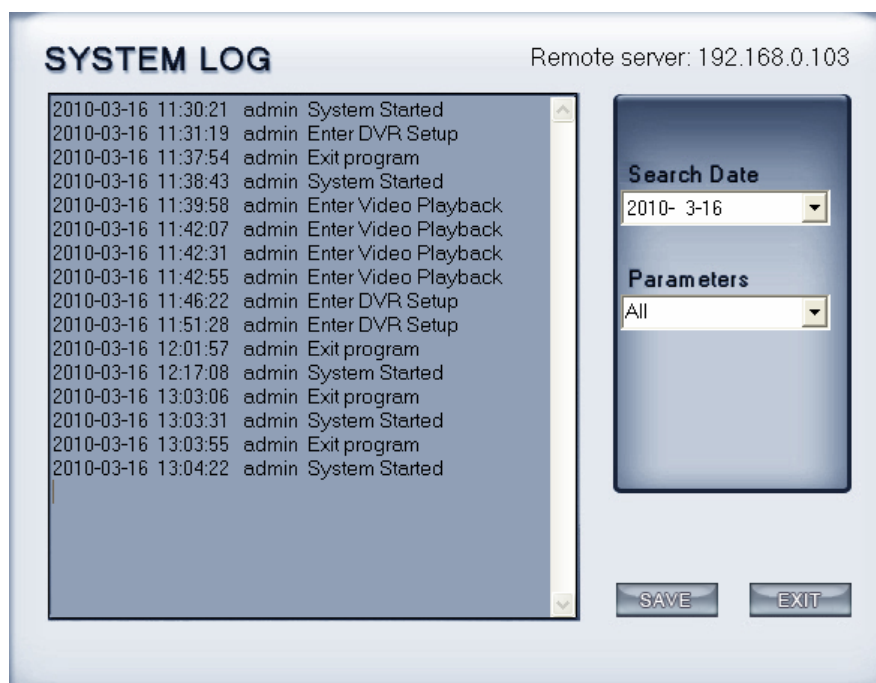 SYSTEM LOG
Remote server: 192.168.0.103
2010-03-16 11:30:21 admin System Started
2010-03-16 11:31:19 admin Enter DVR Setup
2010-03-16 11:37:54 admin Exit program
2010-03-16 11:38:43 admin System Started
2010-03-16 11:39:58 admin Enter Video Playback
2010-03-16 11:42:07 admin Enter Video Playback
2010-03-16 11:42:31 admin Enter Video Playback
2010-03-16 11:42:55 admin Enter Video Playback
2010-03-16 11:46:22 admin Enter DVR Setup
2010-03-16 11:51:28 admin Enter DVR Setup
2010-03-16 12:01:57 admin Exit program
2010-03-16 12:17:08 admin System Started
2010-03-16 13:03:06 admin Exit program
2010-03-16 13:03:31 admin System Started
2010-03-16 13:03:55 admin Exit program
2010-03-16 13:04:22 admin System Started
Search Date
2010- 3-16
Parameters
All
SAVE
EXIT